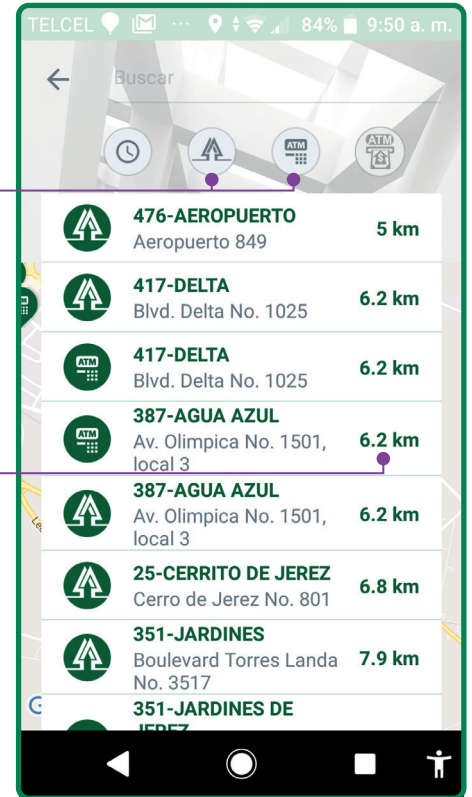 TELCEL ··· 84% 9:50 a. m.
Buscar
ATM
ATM
476-AEROPUERTO
Aeropuerto 849
5 km
417-DELTA
Blvd. Delta No. 1025
6.2 km
ATM
417-DELTA
Blvd. Delta No. 1025
6.2 km
ATM
387-AGUA AZUL
Av. Olimpica No. 1501,
local 3
6.2 km
387-AGUA AZUL
Av. Olimpica No. 1501,
local 3
6.2 km
25-CERRITO DE JEREZ
Cerro de Jerez No. 801
6.8 km
351-JARDINES
Boulevard Torres Landa
No. 3517
7.9 km
351-JARDINES DE
JEREZ